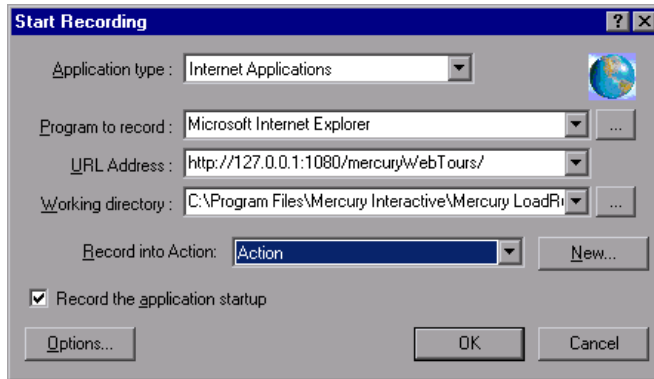 Start Recording
Application type : Internet Applications
Program to record : Microsoft Internet Explorer ...
URL Address : http://127.0.0.1:1080/mercuryWebTours/
Working directory : C:\Program Files\Mercury Interactive\Mercury ...
Record into Action: Action New...
Record the application startup
Options... OK Cancel